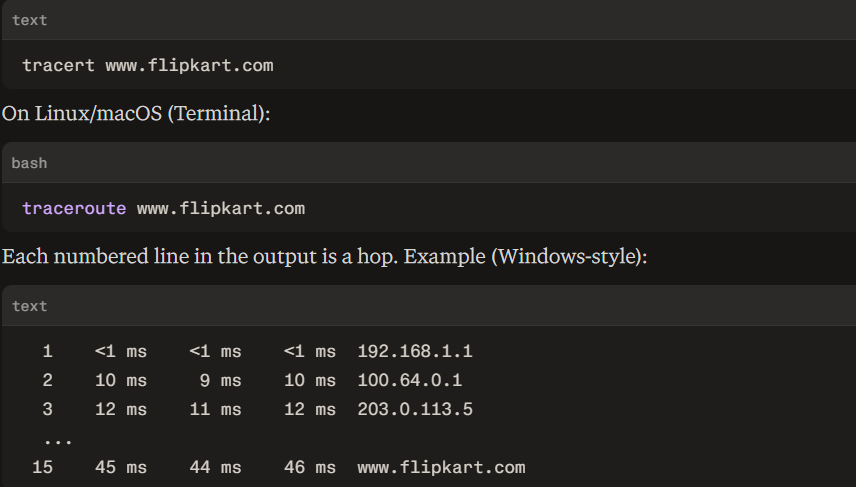 text
tracert www.flipkart.com
On Linux/macOS (Terminal):
bash
traceroute www.flipkart.com
Each numbered line in the output is a hop. Example (Windows-style):
text
1 <1 ms <1 ms <1 ms 192.168.1.1
2 10 ms 9 ms 10 ms 100.64.0.1
3 12 ms 11 ms 12 ms 203.0.113.5
...
15 45 ms 44 ms 46 ms www.flipkart.com